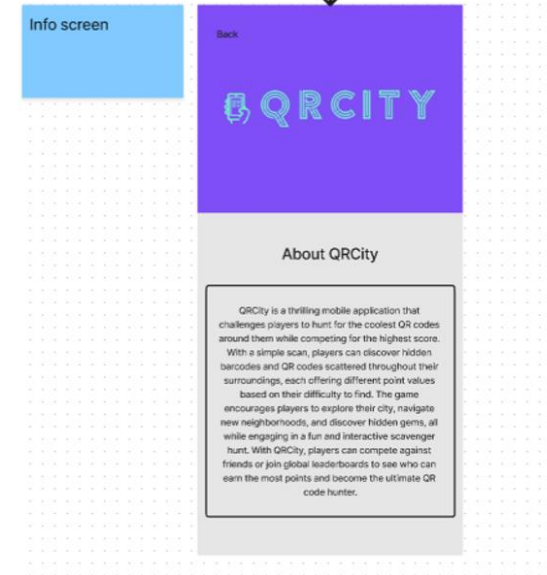 Info screen
Back
QRCITY
About QRCity
QRCity is a thrilling mobile application that
challenges players to hunt for the coolest QR codes
around them while competing for the highest score.
With a simple scan, players can discover hidden
barcodes and QR codes scattered throughout their
surroundings, each offering different point values
based on their difficulty to find. The game
encourages players to explore their city, navigate
new neighborhoods, and discover hidden gems, all
while engaging in a fun and interactive scavenger
hunt. With QRCity, players can compete against
friends or join global leaderboards to see who can
earn the most points and become the ultimate QR
code hunter.